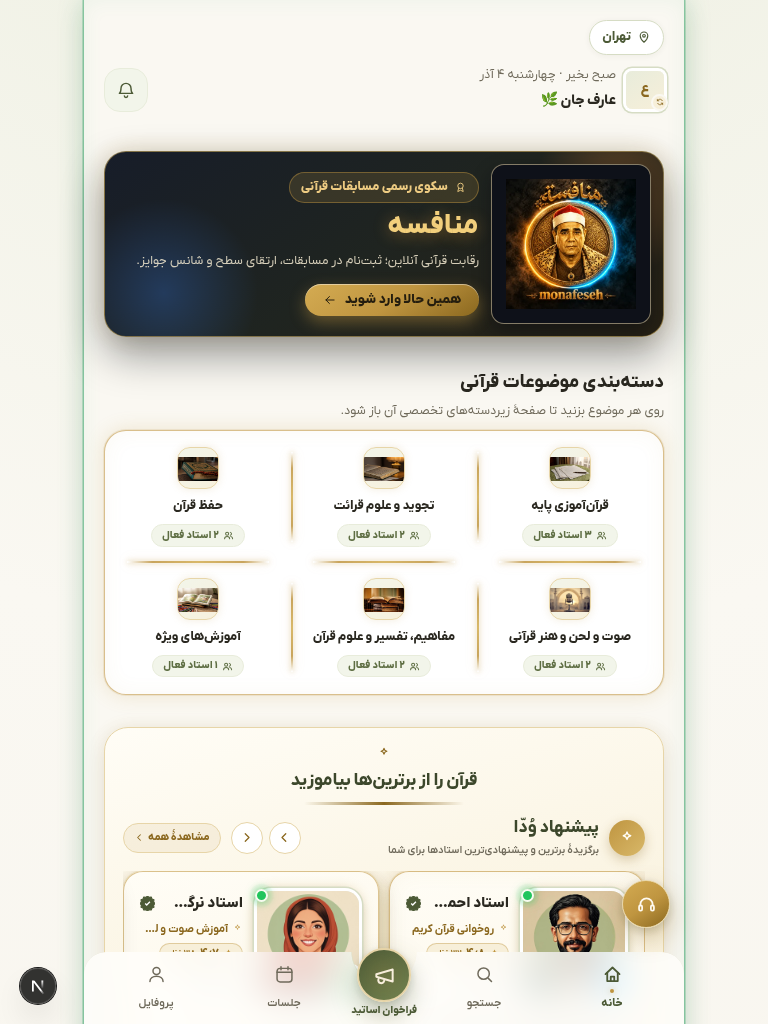 تهران
صبح بخیر · چهارشنبه ۴ آذر
عارف جان 🌿
ع
سکوی رسمی مسابقات قرآنی
منافسه
رقابت قرآنی آنلاین؛ ثبت‌نام در مسابقات، ارتقای سطح و شانس جوایز.
همین حالا وارد شوید
منافسة
monafeseh
دسته‌بندی موضوعات قرآنی
روی هر موضوع بزنید تا صفحهٔ زیردسته‌های تخصصی آن باز شود.
قرآن‌آموزی پایه
۳ استاد فعال
تجوید و علوم قرائت
۲ استاد فعال
حفظ قرآن
۲ استاد فعال
صوت و لحن و هنر قرآنی
۲ استاد فعال
مفاهیم، تفسیر و علوم قرآن
۲ استاد فعال
آموزش‌های ویژه
۱ استاد فعال
قرآن را از برترین‌ها بیاموزید
پیشنهاد وُدّا
برگزیدهٔ برترین و پیشنهادی‌ترین استادها برای شما
مشاهدهٔ همه
استاد احمـ...
روخوانی قرآن کریم
استاد نرگـ...
آموزش صوت و لـ...
خانه
جستجو
فراخوان اساتید
جلسات
پروفایل
N